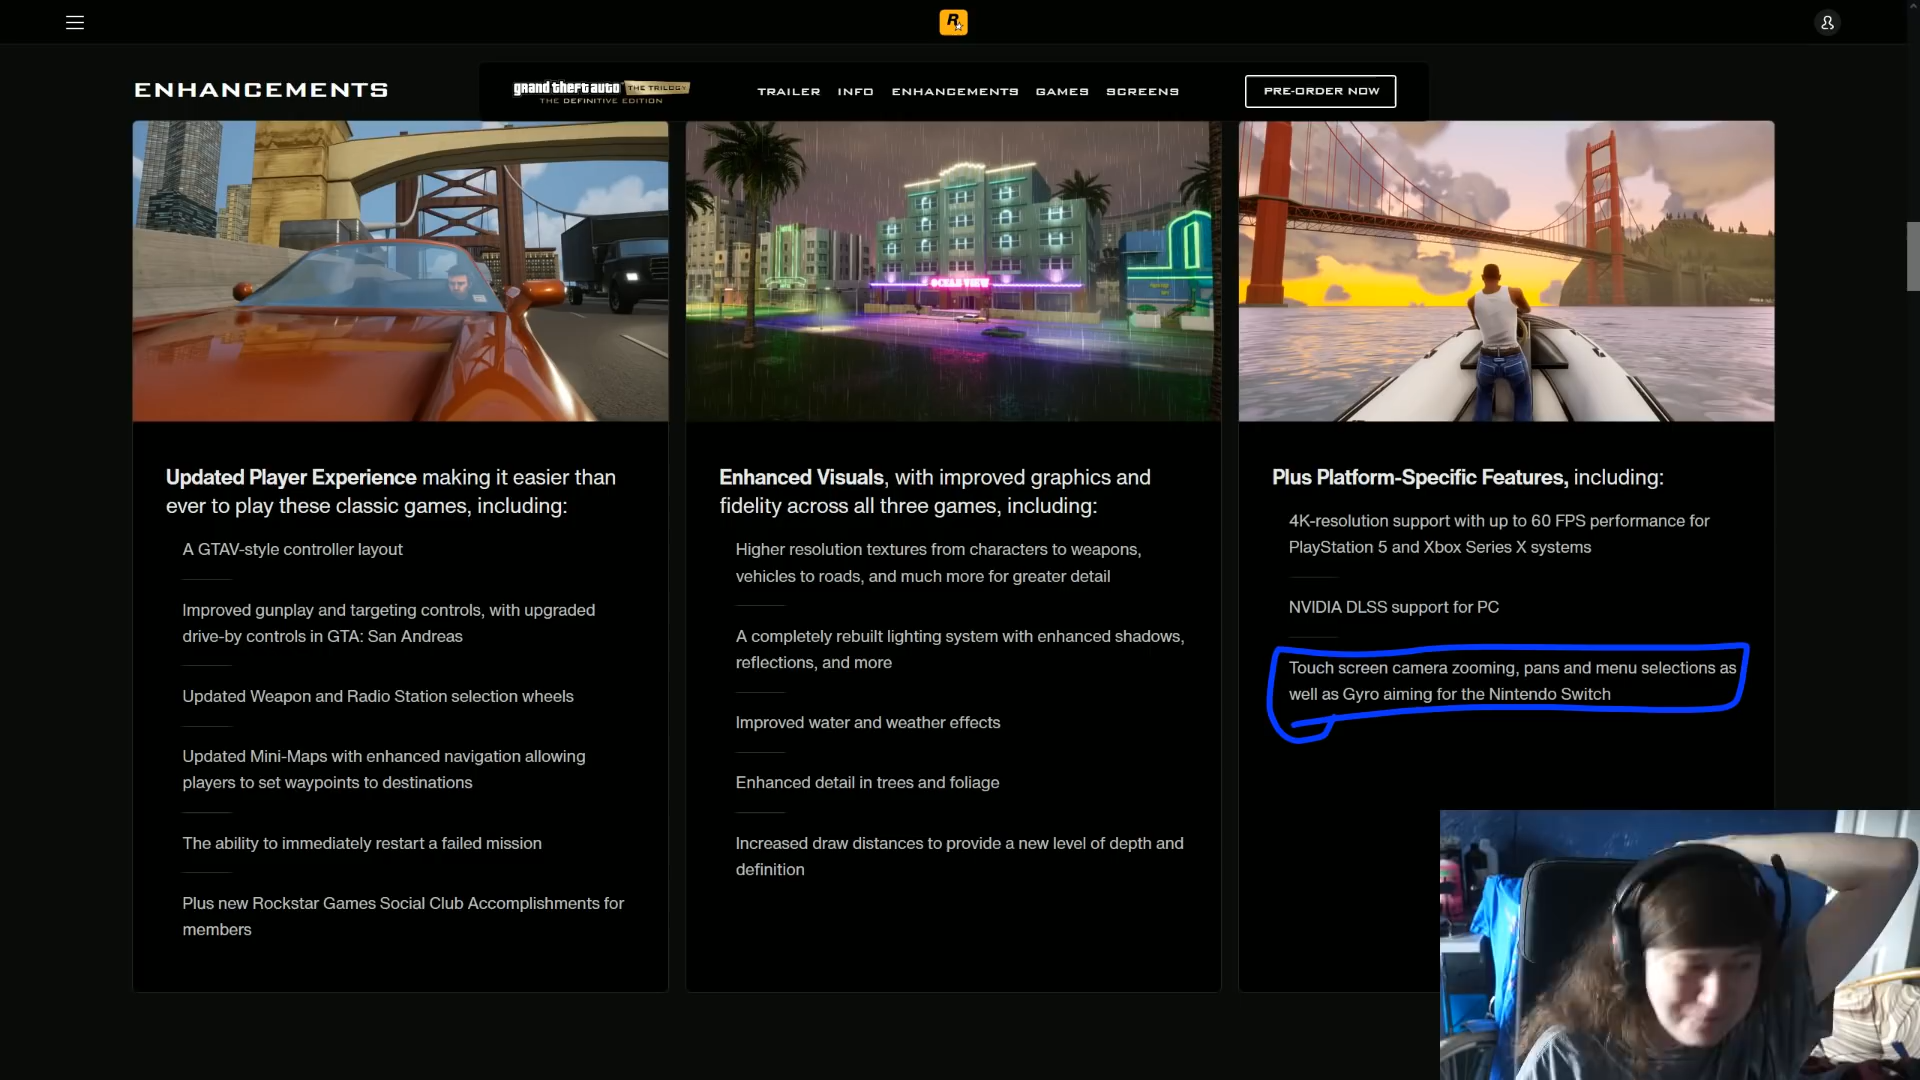 R
ENHANCEMENTS
grand theft auto THE TRILOGY
THE DEFINITIVE EDITION
TRAILER INFO ENHANCEMENTS GAMES SCREENS
PRE-ORDER NOW
OCEAN VIEW
Updated Player Experience making it easier than
ever to play these classic games, including:
A GTAV-style controller layout
Improved gunplay and targeting controls, with upgraded
drive-by controls in GTA: San Andreas
Updated Weapon and Radio Station selection wheels
Updated Mini-Maps with enhanced navigation allowing
players to set waypoints to destinations
The ability to immediately restart a failed mission
Plus new Rockstar Games Social Club Accomplishments for
members
Enhanced Visuals, with improved graphics and
fidelity across all three games, including:
Higher resolution textures from characters to weapons,
vehicles to roads, and much more for greater detail
A completely rebuilt lighting system with enhanced shadows,
reflections, and more
Improved water and weather effects
Enhanced detail in trees and foliage
Increased draw distances to provide a new level of depth and
definition
Plus Platform-Specific Features, including:
4K-resolution support with up to 60 FPS performance for
PlayStation 5 and Xbox Series X systems
NVIDIA DLSS support for PC
Touch screen camera zooming, pans and menu selections as
well as Gyro aiming for the Nintendo Switch